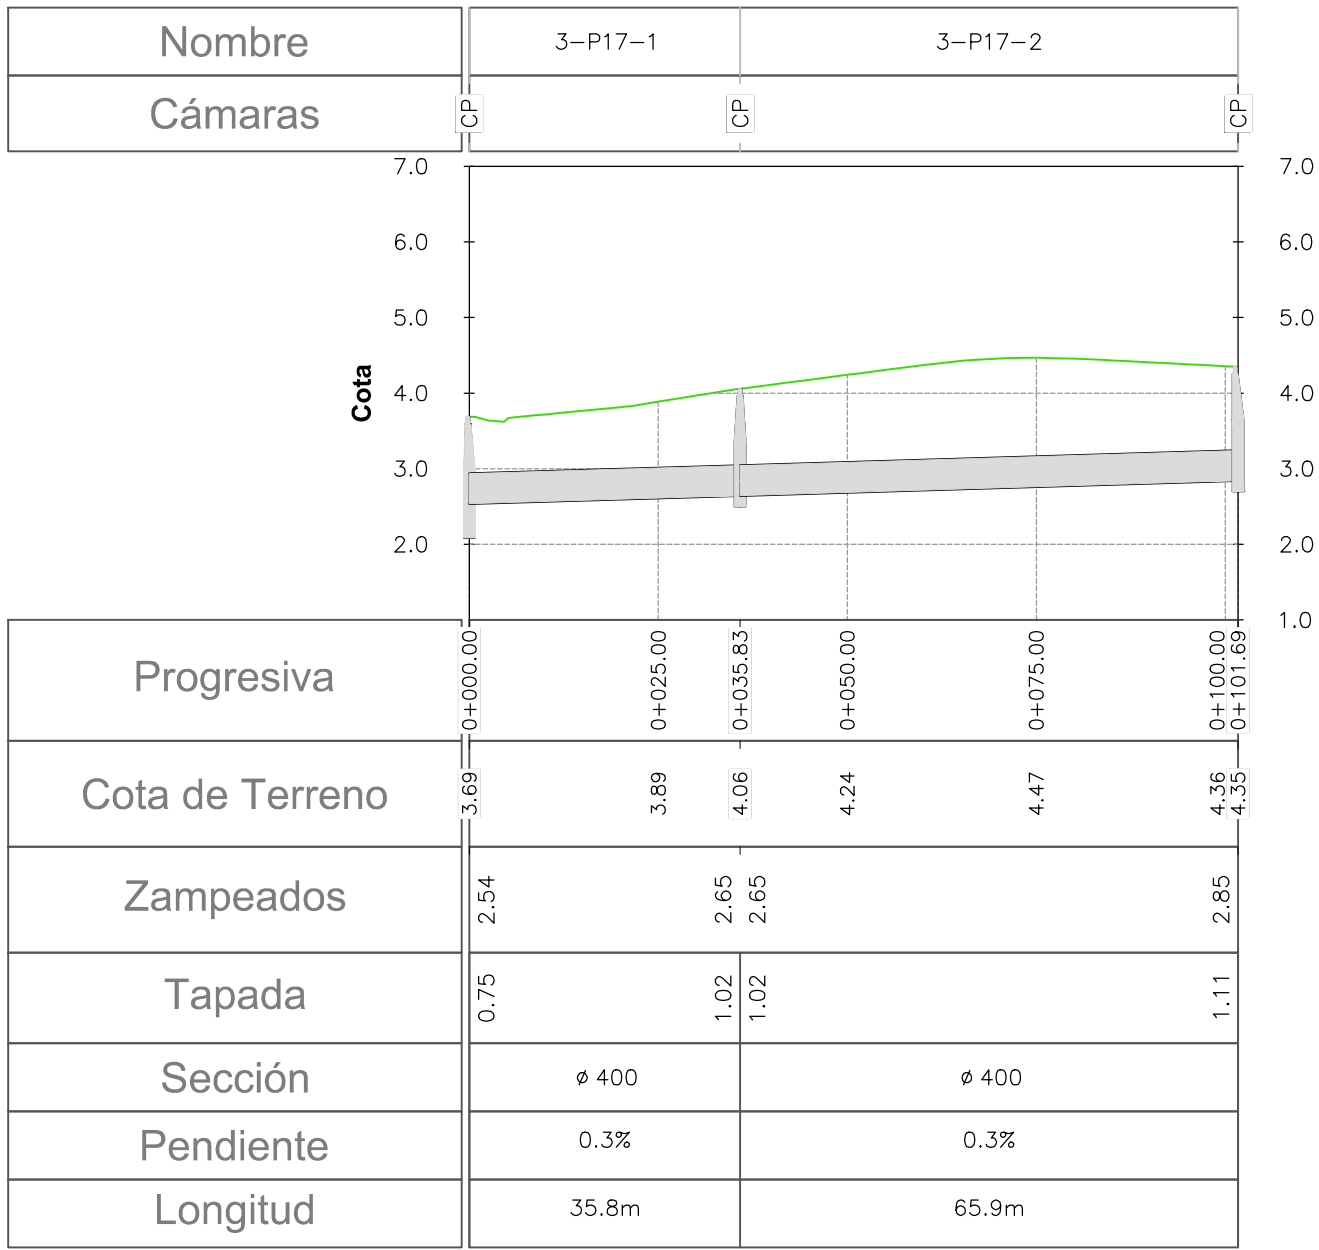 Nombre 3-P17-1 3-P17-2
Cámaras CP CP CP
7.0 7.0
6.0 6.0
5.0 5.0
Cota
4.0 4.0
3.0 3.0
2.0 2.0
1.0
Progresiva 0+000.00 0+025.00 0+035.83 0+050.00 0+075.00 0+100.00 0+101.69
Cota de Terreno 3.69 3.89 4.06 4.24 4.47 4.36 4.35
Zampeados 2.54 2.65 2.65 2.85
Tapada 0.75 1.02 1.02 1.11
Sección ø 400 ø 400
Pendiente 0.3% 0.3%
Longitud 35.8m 65.9m